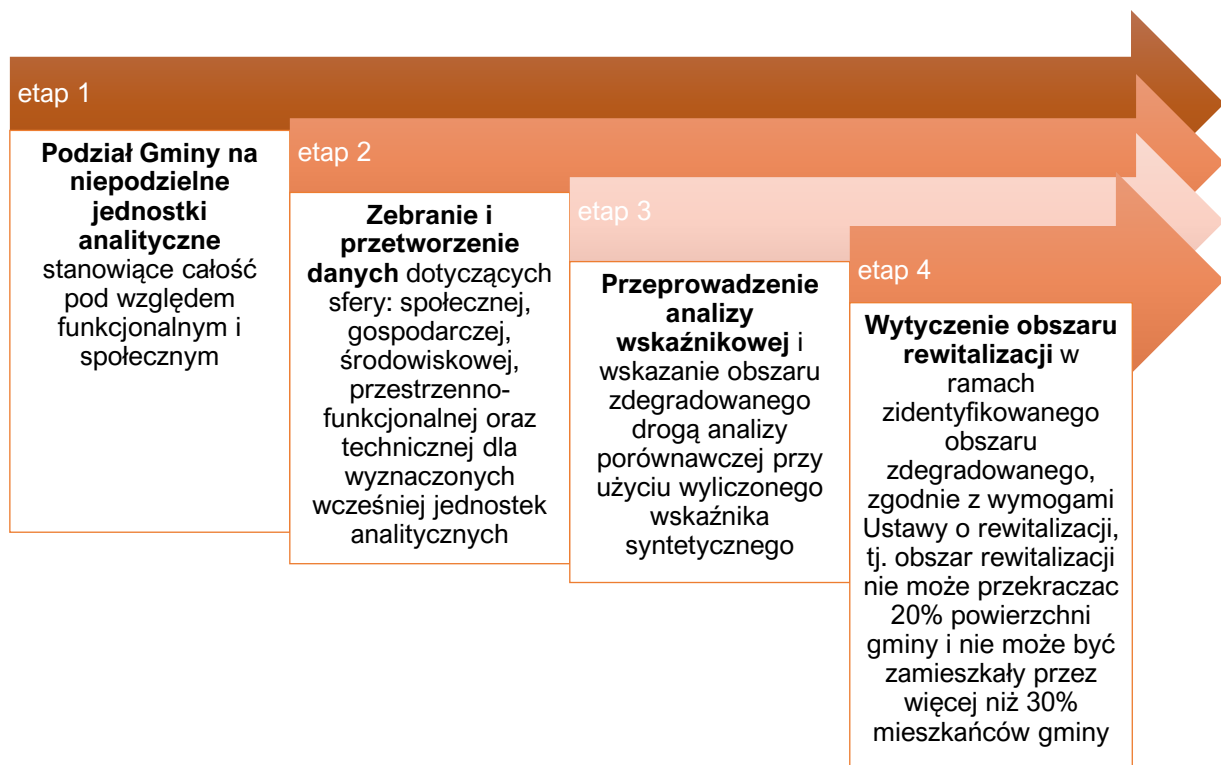 etap 1
Podział Gminy na
niepodzielne
jednostki
analityczne
stanowiące całość
pod względem
funkcjonalnym i
społecznym
etap 2
Zebranie i
przetworzenie
danych dotyczących
sfery: społecznej,
gospodarczej,
środowiskowej,
przestrzenno-
funkcjonalnej oraz
technicznej dla
wyznaczonych
wcześniej jednostek
analitycznych
etap 3
Przeprowadzenie
analizy
wskaźnikowej i
wskazanie obszaru
zdegradowanego
drogą analizy
porównawczej przy
użyciu wyliczonego
wskaźnika
syntetycznego
etap 4
Wytyczenie obszaru
rewitalizacji w
ramach
zidentyfikowanego
obszaru
zdegradowanego,
zgodnie z wymogami
Ustawy o rewitalizacji,
tj. obszar rewitalizacji
nie może przekraczac
20% powierzchni
gminy i nie może być
zamieszkały przez
więcej niż 30%
mieszkańców gminy